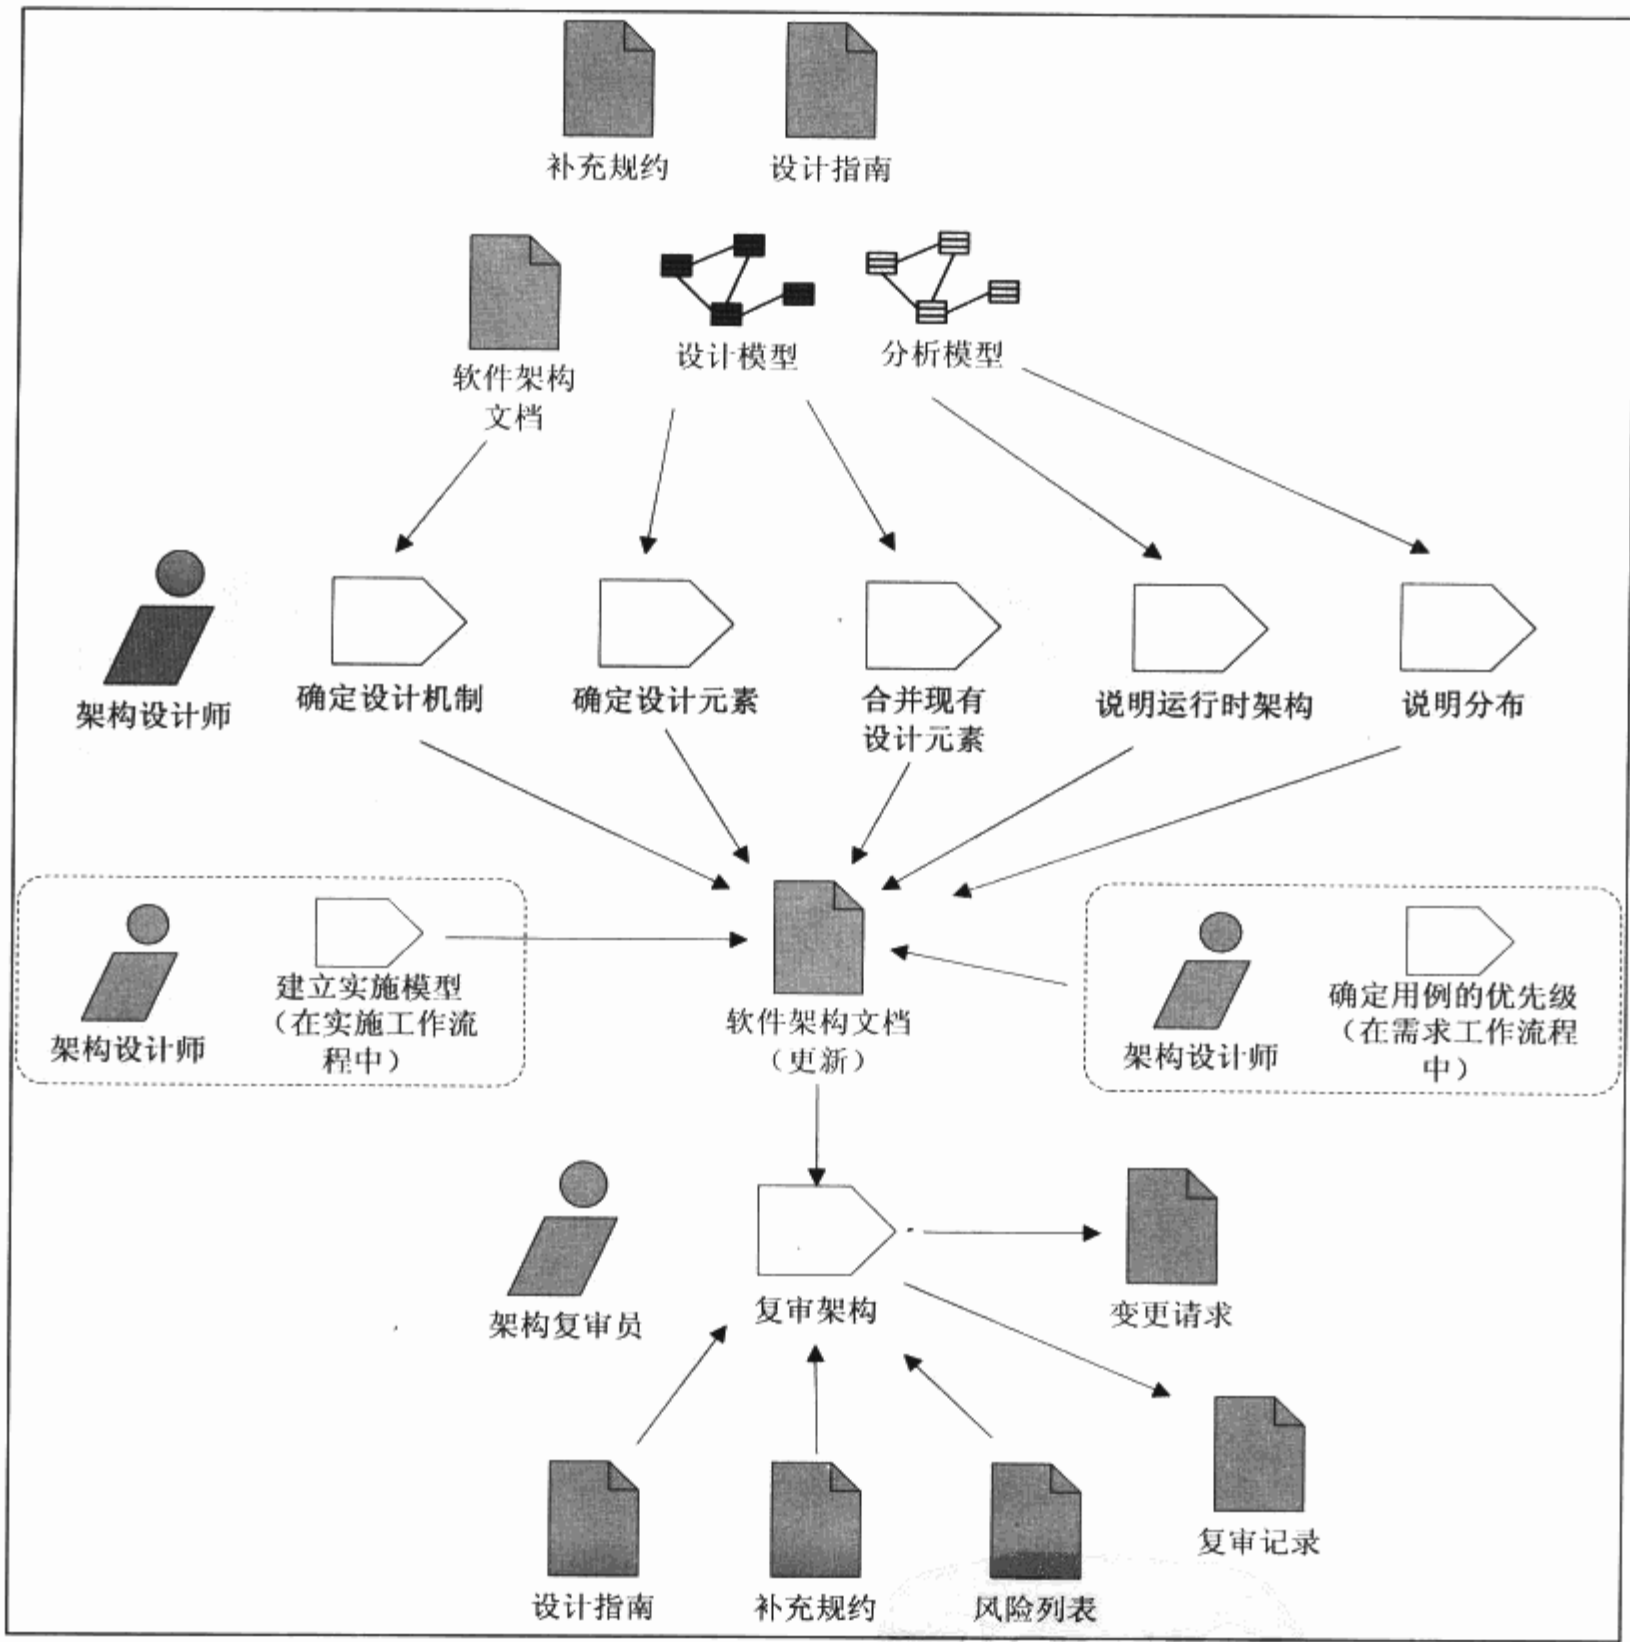 补充规约
设计指南
软件架构
文档
设计模型
分析模型
架构设计师
确定设计机制
确定设计元素
合并现有
设计元素
说明运行时架构
说明分布
架构设计师
建立实施模型
（在实施工作流
程中）
软件架构文档
（更新）
架构设计师
确定用例的优先级
（在需求工作流程
中）
架构复审员
复审架构
变更请求
复审记录
设计指南
补充规约
风险列表